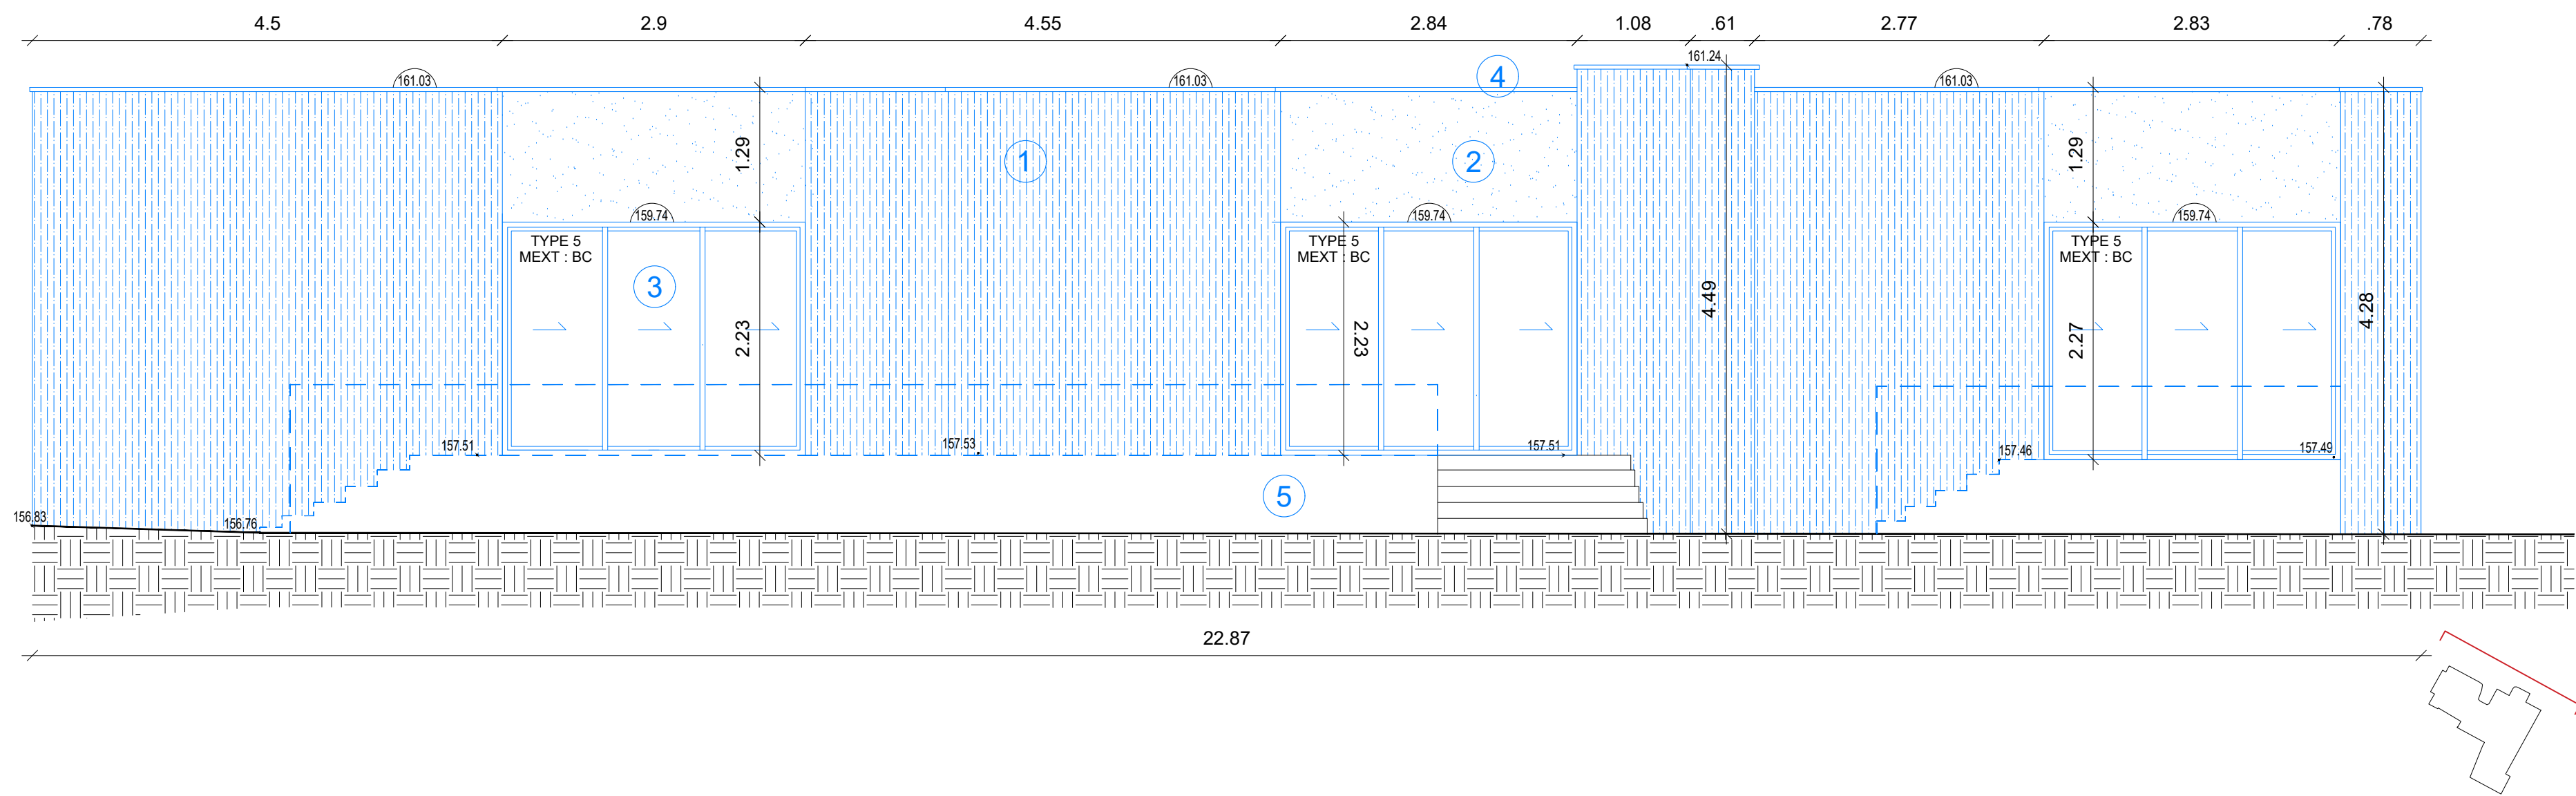 4.5 2.9 4.55 2.84 1.08 .61 2.77 2.83 .78
161.24
161.03 161.03 4 161.03
1.29 1 2 1.29
159.74 159.74 159.74
TYPE 5 TYPE 5 TYPE 5
MEXT : BC MEXT : BC MEXT : BC
3
4.49 4.28
2.23 2.23 2.27
157.51 157.53 157.51 157.46 157.49
5
156.83 156.76
22.87